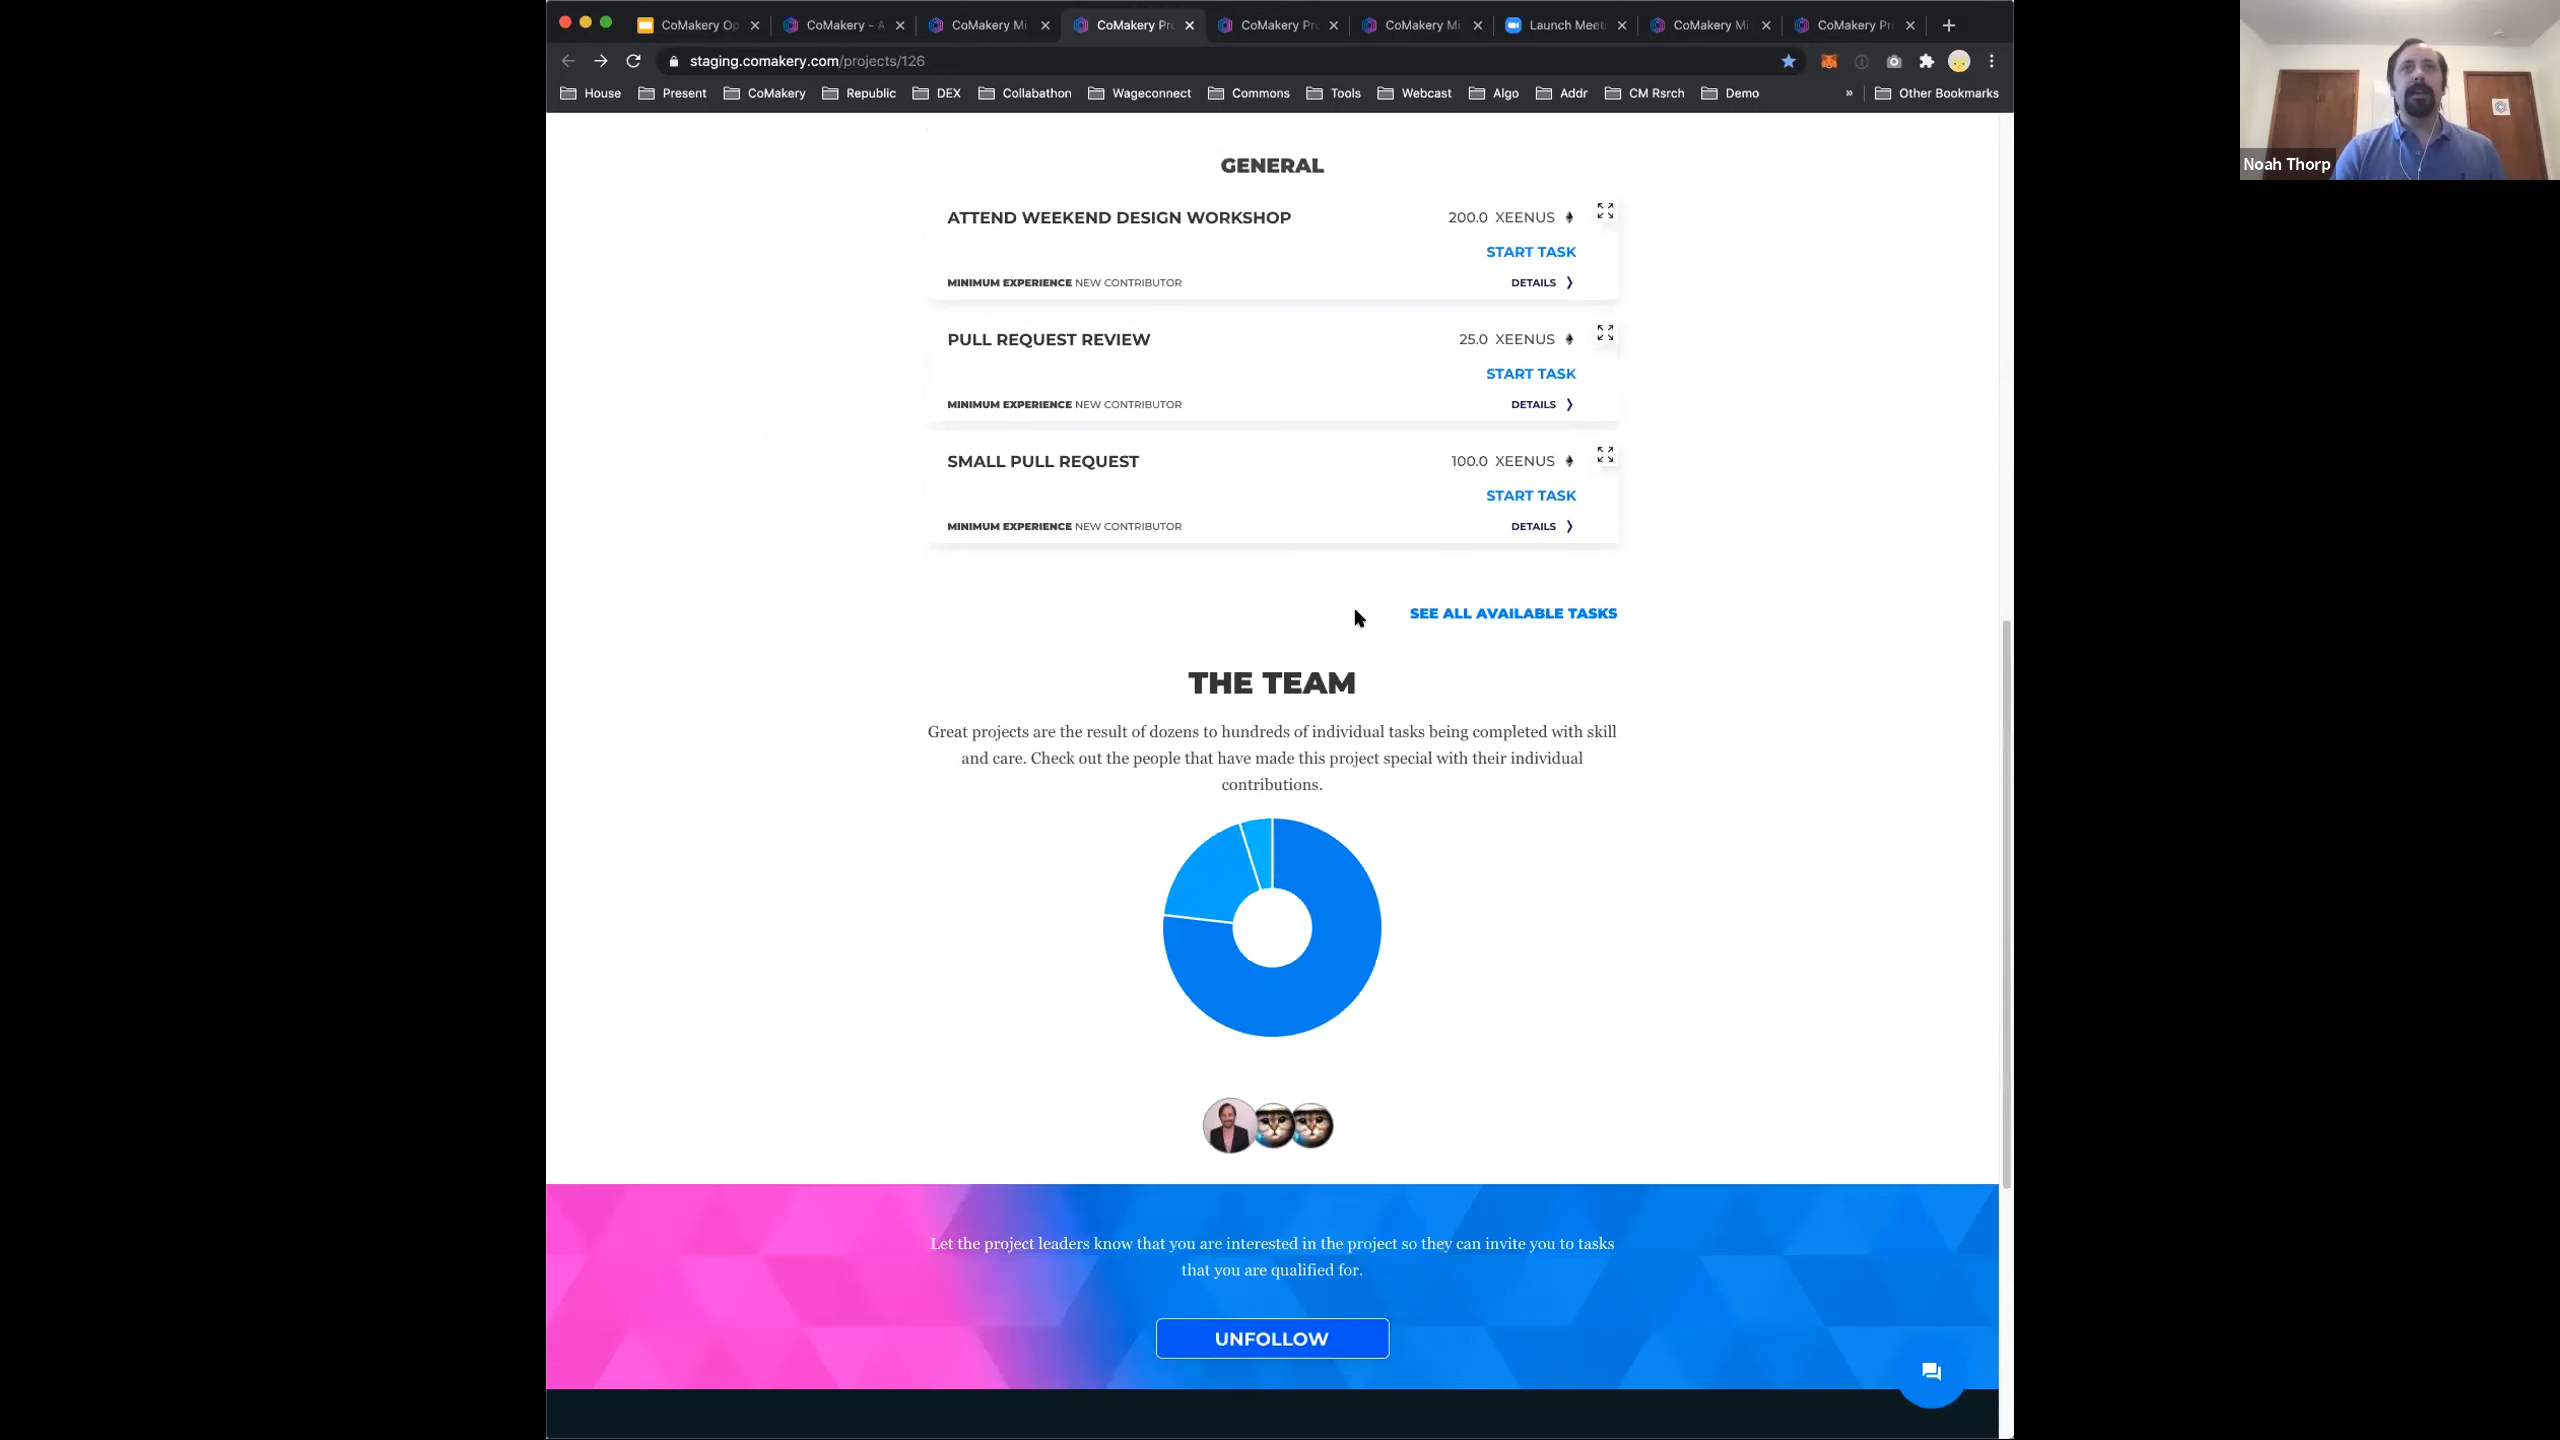 CoMakery Op
CoMakery - A
CoMakery Mi
CoMakery Pr
CoMakery Pr
CoMakery Mi
Launch Meeti
CoMakery Mi
CoMakery Pr
staging.comakery.com/projects/126
House Present CoMakery Republic DEX Collabathon Wageconnect Commons Tools Webcast Algo Addr CM Rsrch Demo » Other Bookmarks
Noah Thorp
GENERAL
ATTEND WEEKEND DESIGN WORKSHOP 200.0 XEENUS
START TASK
MINIMUM EXPERIENCE NEW CONTRIBUTOR DETAILS
PULL REQUEST REVIEW 25.0 XEENUS
START TASK
MINIMUM EXPERIENCE NEW CONTRIBUTOR DETAILS
SMALL PULL REQUEST 100.0 XEENUS
START TASK
MINIMUM EXPERIENCE NEW CONTRIBUTOR DETAILS
SEE ALL AVAILABLE TASKS
THE TEAM
Great projects are the result of dozens to hundreds of individual tasks being completed with skill
and care. Check out the people that have made this project special with their individual
contributions.
Let the project leaders know that you are interested in the project so they can invite you to tasks
that you are qualified for.
UNFOLLOW